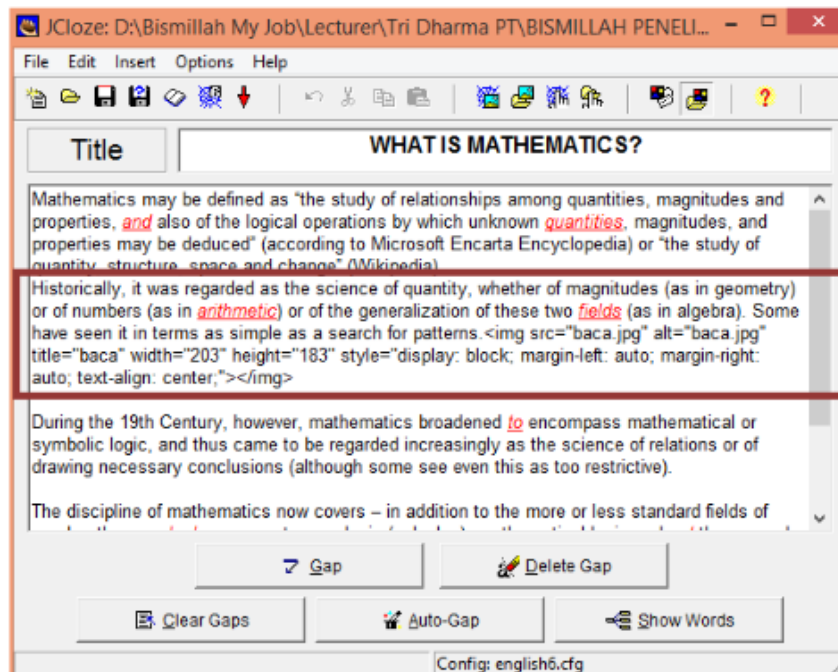 JCloze: D:\Bismillah My Job\Lecturer\Tri Dharma PT\BISMILLAH PENELI...
File Edit Insert Options Help
Title
WHAT IS MATHEMATICS?
Mathematics may be defined as “the study of relationships among quantities, magnitudes and
properties, and also of the logical operations by which unknown quantities, magnitudes, and
properties may be deduced” (according to Microsoft Encarta Encyclopedia) or “the study of
quantity, structure, space and change” (Wikipedia)
Historically, it was regarded as the science of quantity, whether of magnitudes (as in geometry)
or of numbers (as in arithmetic) or of the generalization of these two fields (as in algebra). Some
have seen it in terms as simple as a search for patterns.<img src="baca.jpg" alt="baca.jpg"
title="baca" width="203" height="183" style="display: block; margin-left: auto; margin-right:
auto; text-align: center;"></img>
During the 19th Century, however, mathematics broadened to encompass mathematical or
symbolic logic, and thus came to be regarded increasingly as the science of relations or of
drawing necessary conclusions (although some see even this as too restrictive).
The discipline of mathematics now covers – in addition to the more or less standard fields of
Gap
Delete Gap
Clear Gaps
Auto-Gap
Show Words
Config: english6.cfg